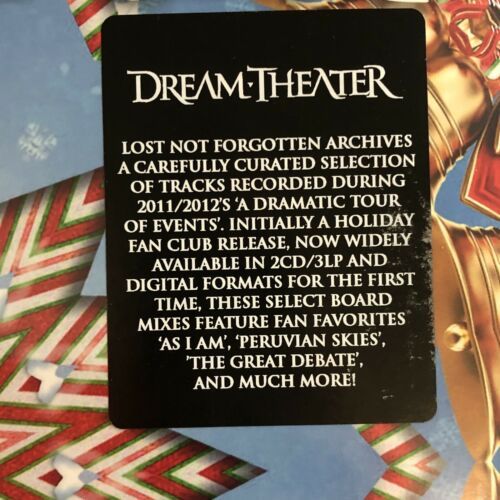 DREAM·THEATER
LOST NOT FORGOTTEN ARCHIVES
A CAREFULLY CURATED SELECTION
OF TRACKS RECORDED DURING
2011/2012'S ‘A DRAMATIC TOUR
OF EVENTS’. INITIALLY A HOLIDAY
FAN CLUB RELEASE, NOW WIDELY
AVAILABLE IN 2CD/3LP AND
DIGITAL FORMATS FOR THE FIRST
TIME, THESE SELECT BOARD
MIXES FEATURE FAN FAVORITES
‘AS I AM’, ‘PERUVIAN SKIES’,
'THE GREAT DEBATE’,
AND MUCH MORE!